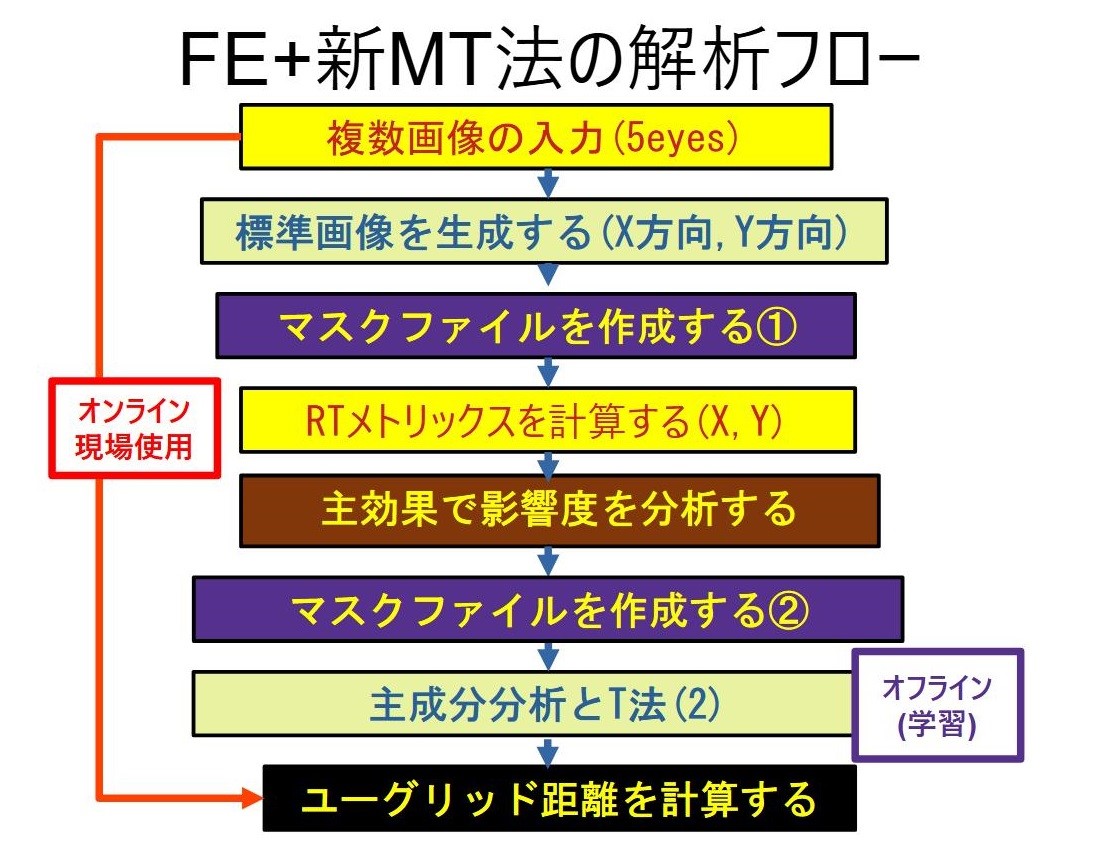 FE+新MT法の解析フロー
複数画像の入力(5eyes)
標準画像を生成する(X方向,Y方向)
マスクファイルを作成する①
オンライン
現場使用
RTメトリックスを計算する(X,Y)
主効果で影響度を分析する
マスクファイルを作成する②
主成分分析とT法(2)
オフライン
(学習)
ユーグリッド距離を計算する